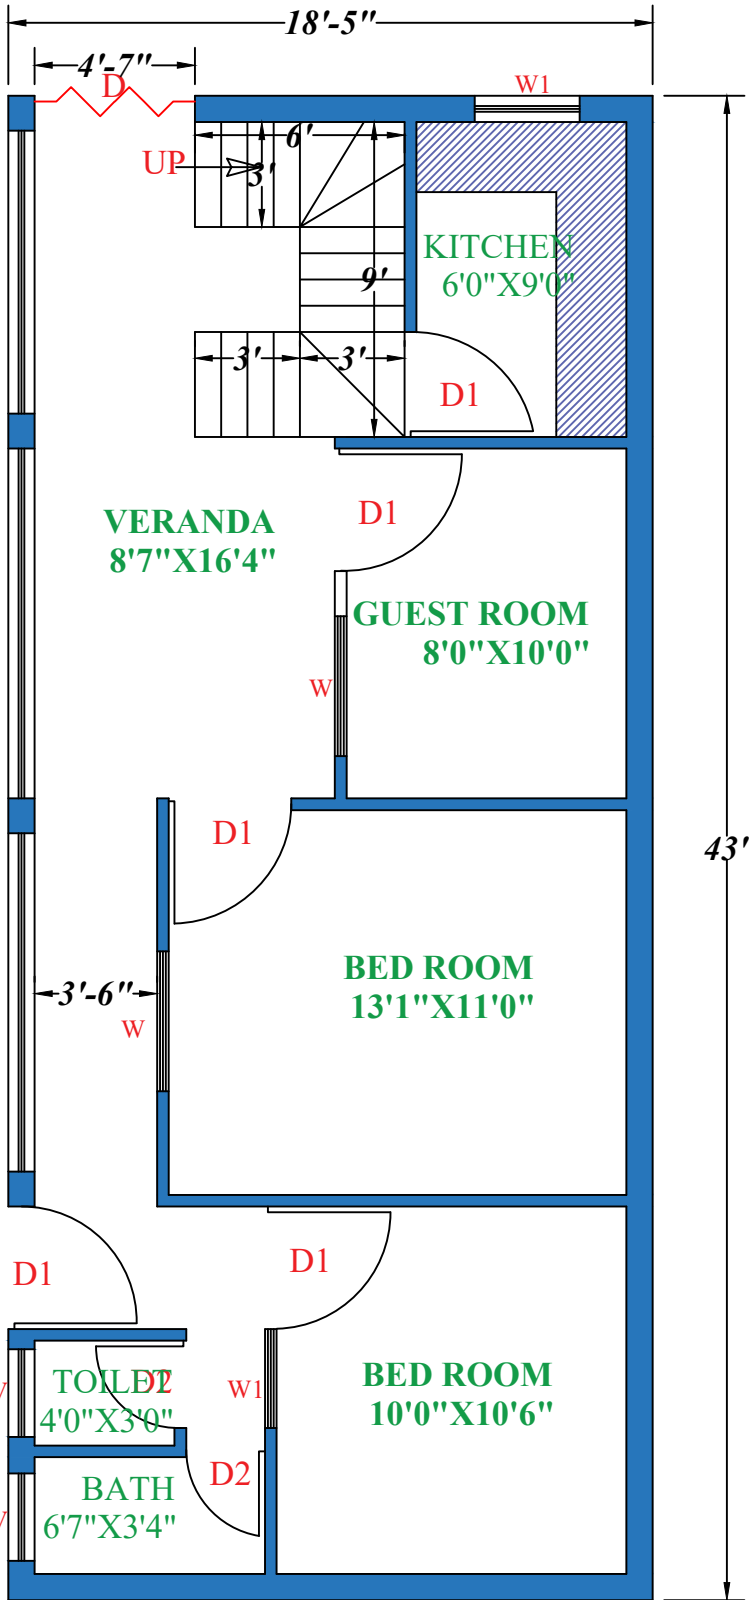 18'-5"
4'-7"
D
W1
6'
UP
3'
KITCHEN
6'0"X9'0"
9'
3'
3'
D1
D1
VERANDA
8'7"X16'4"
GUEST ROOM
8'0"X10'0"
W
D1
43'
BED ROOM
13'1"X11'0"
3'-6"
W
D1
D1
TOILET
D2
4'0"X3'0"
W1
BED ROOM
10'0"X10'6"
D2
BATH
6'7"X3'4"